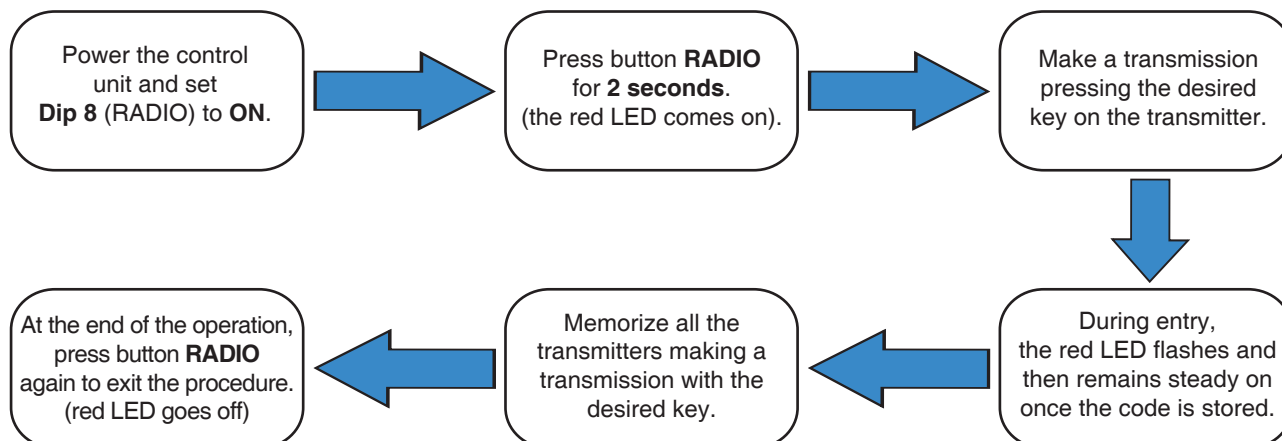 Power the control
unit and set
Dip 8 (RADIO) to ON.
Press button RADIO
for 2 seconds.
(the red LED comes on).
Make a transmission
pressing the desired
key on the transmitter.
During entry,
the red LED flashes and
then remains steady on
once the code is stored.
Memorize all the
transmitters making a
transmission with the
desired key.
At the end of the operation,
press button RADIO
again to exit the procedure.
(red LED goes off)